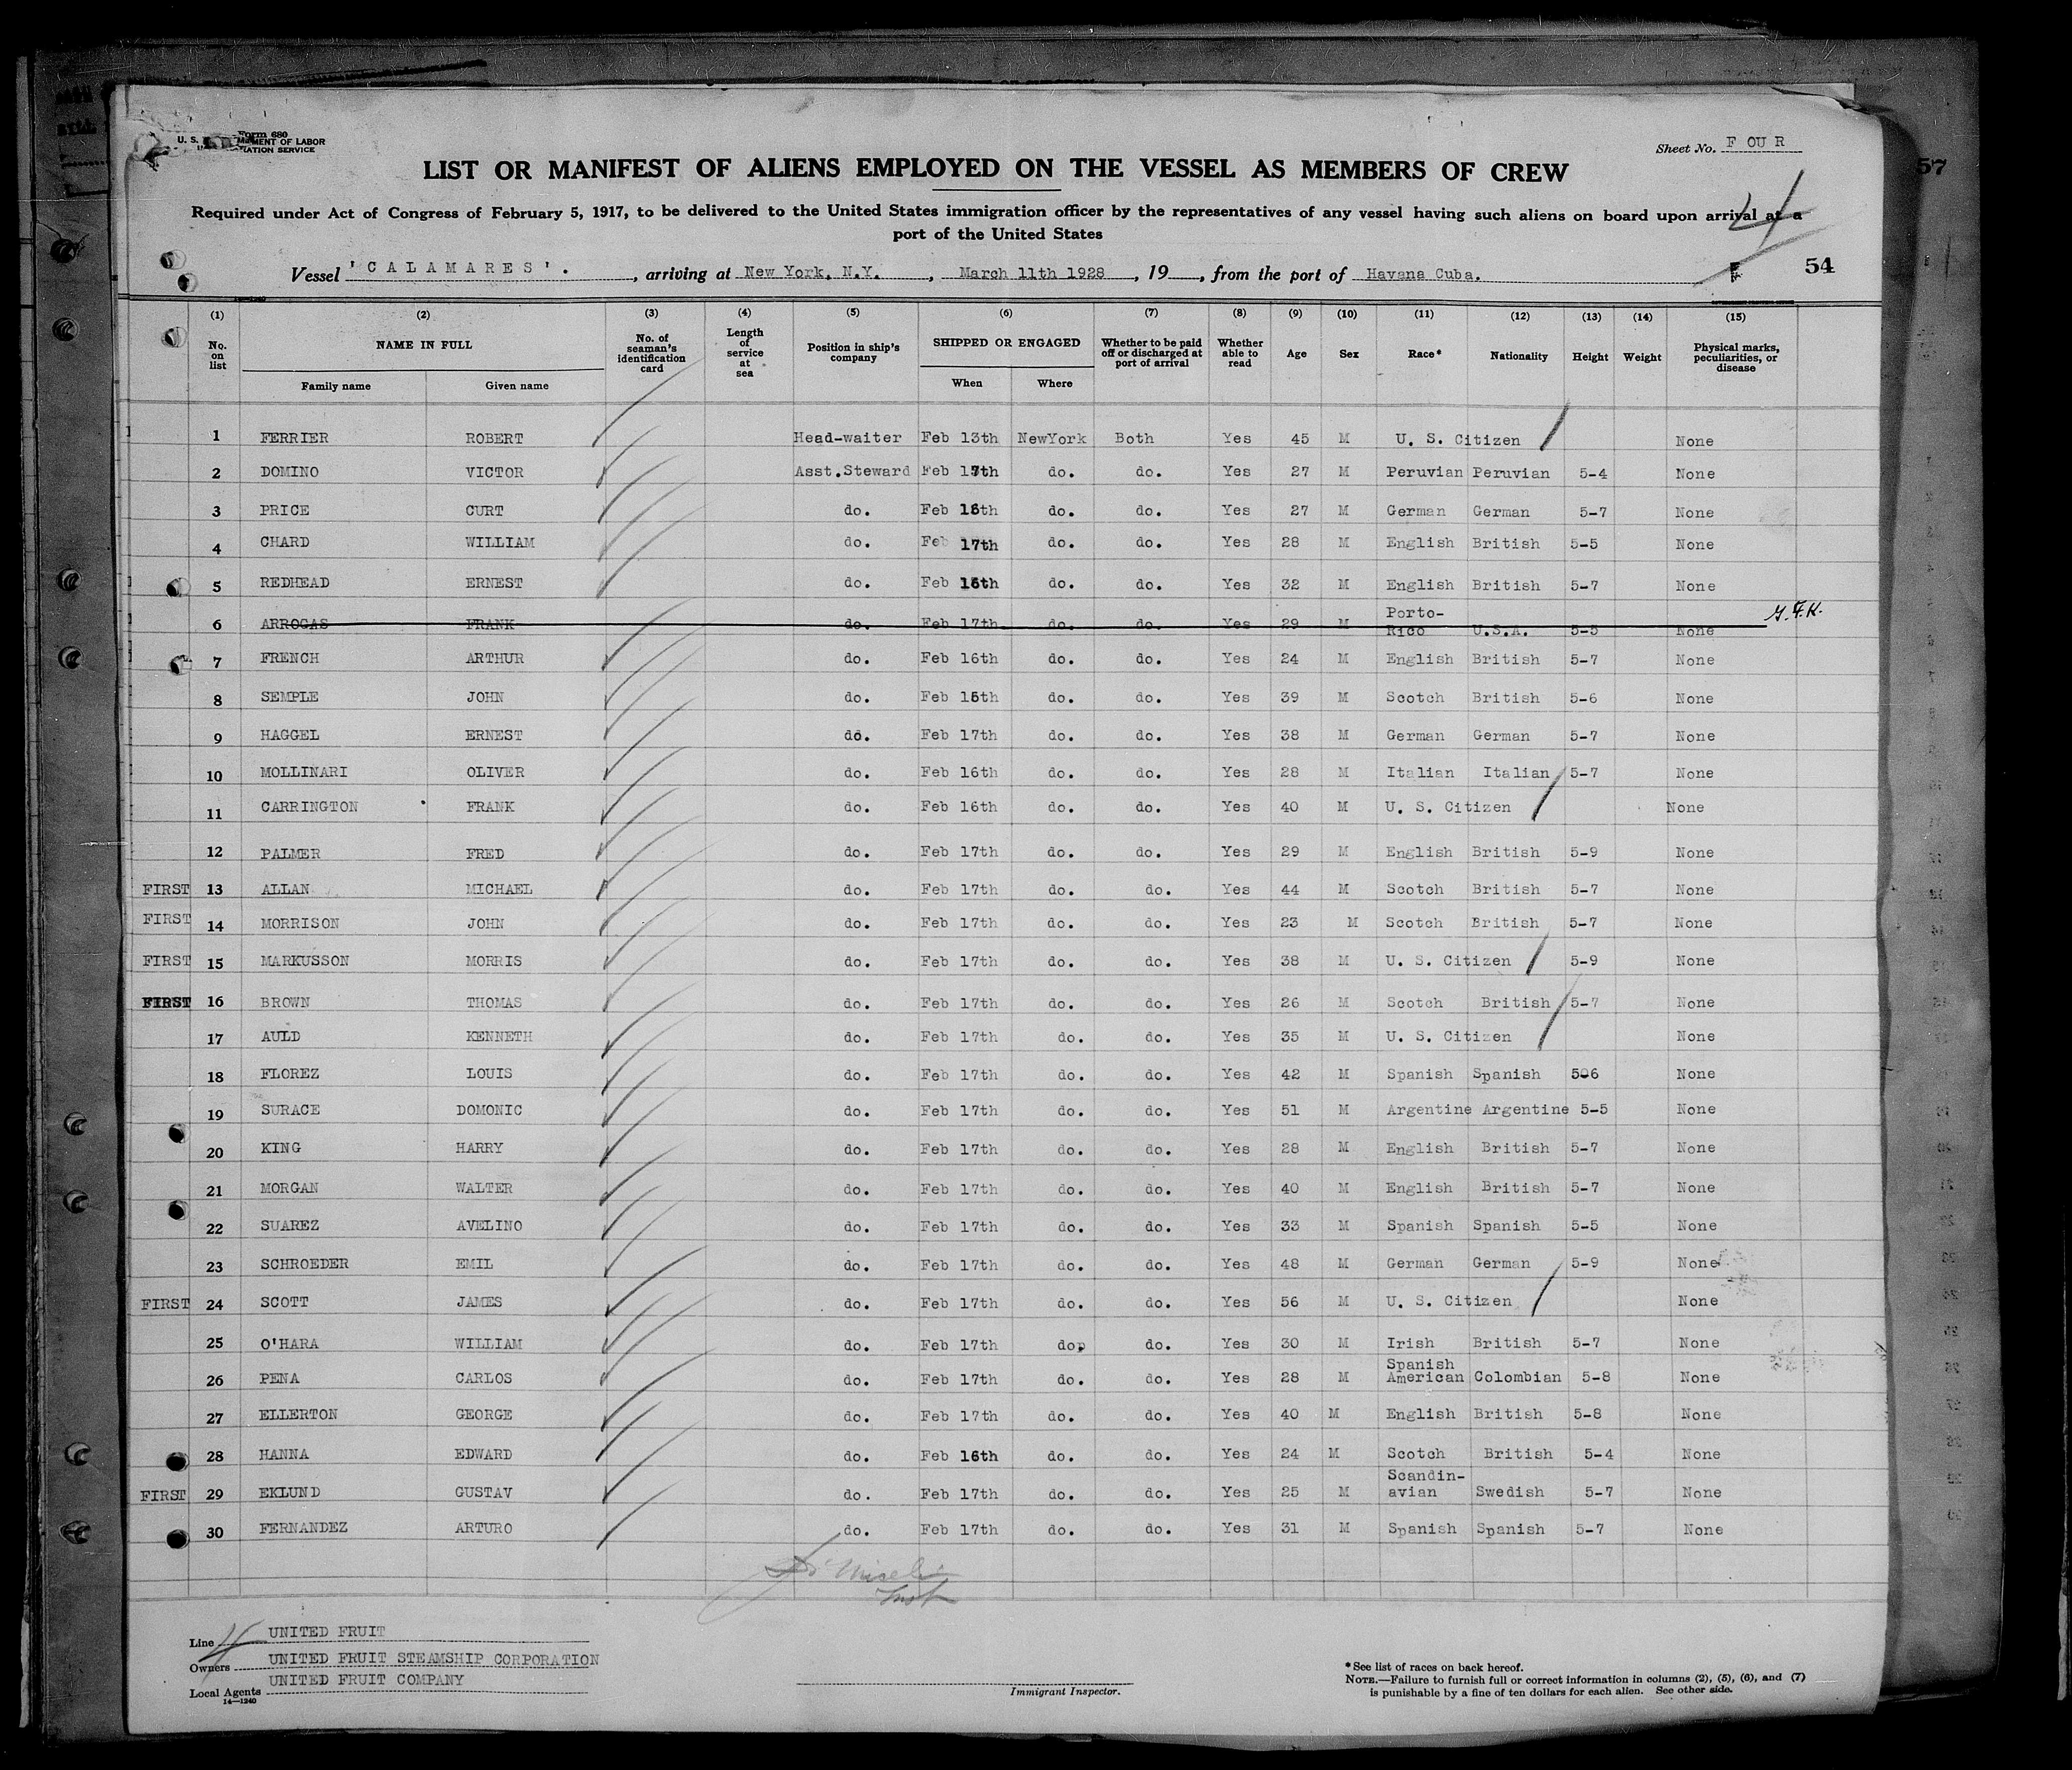 Form 680
U. S. DEPARTMENT OF LABOR
IMMIGRATION SERVICE
Sheet No. F OU R
LIST OR MANIFEST OF ALIENS EMPLOYED ON THE VESSEL AS MEMBERS OF CREW
57
Required under Act of Congress of February 5, 1917, to be delivered to the United States immigration officer by the representatives of any vessel having such aliens on board upon arrival at a
port of the United States
4
Vessel 'CALAMARES'. , arriving at New York, N.Y. , March 11th 1928 , 19 , from the port of Havana Cuba.
54
(1) (2) (3) (4) (5) (6) (7) (8) (9) (10) (11) (12) (13) (14) (15)
No. on list NAME IN FULL Family name Given name No. of seaman's identification card Length of service at sea Position in ship's company SHIPPED OR ENGAGED When Where Whether to be paid off or discharged at port of arrival Whether able to read Age Sex Race* Nationality Height Weight Physical marks, peculiarities, or disease
1 FERRIER ROBERT Head-waiter Feb 13th NewYork Both Yes 45 M U. S. Citizen None
2 DOMINO VICTOR Asst.Steward Feb 17th do. do. Yes 27 M Peruvian Peruvian 5-4 None
3 PRICE CURT do. Feb 16th do. do. Yes 27 M German German 5-7 None
4 CHARD WILLIAM do. Feb 17th do. do. Yes 28 M English British 5-5 None
5 REDHEAD ERNEST do. Feb 16th do. do. Yes 32 M English British 5-7 None
6 ARROGAS FRANK do. Feb 17th do. do. Yes 29 M Porto-Rico U.S.A. 5-5 None G.F.K.
7 FRENCH ARTHUR do. Feb 16th do. do. Yes 24 M English British 5-7 None
8 SEMPLE JOHN do. Feb 16th do. do. Yes 39 M Scotch British 5-6 None
9 HAGGEL ERNEST do. Feb 17th do. do. Yes 38 M German German 5-7 None
10 MOLLINARI OLIVER do. Feb 16th do. do. Yes 28 M Italian Italian 5-7 None
11 CARRINGTON FRANK do. Feb 16th do. do. Yes 40 M U. S. Citizen None
12 PALMER FRED do. Feb 17th do. do. Yes 29 M English British 5-9 None
FIRST 13 ALLAN MICHAEL do. Feb 17th do. do. Yes 44 M Scotch British 5-7 None
FIRST 14 MORRISON JOHN do. Feb 17th do. do. Yes 23 M Scotch British 5-7 None
FIRST 15 MARKUSSON MORRIS do. Feb 17th do. do. Yes 38 M U. S. Citizen 5-9 None
FIRST 16 BROWN THOMAS do. Feb 17th do. do. Yes 26 M Scotch British 5-7 None
17 AULD KENNETH do. Feb 17th do. do. Yes 35 M U. S. Citizen None
18 FLOREZ LOUIS do. Feb 17th do. do. Yes 42 M Spanish Spanish 506 None
19 SURACE DOMONIC do. Feb 17th do. do. Yes 51 M Argentine Argentine 5-5 None
20 KING HARRY do. Feb 17th do. do. Yes 28 M English British 5-7 None
21 MORGAN WALTER do. Feb 17th do. do. Yes 40 M English British 5-7 None
22 SUAREZ AVELINO do. Feb 17th do. do. Yes 33 M Spanish Spanish 5-5 None
23 SCHROEDER EMIL do. Feb 17th do. do. Yes 48 M German German 5-9 None
FIRST 24 SCOTT JAMES do. Feb 17th do. do. Yes 56 M U. S. Citizen None
25 O'HARA WILLIAM do. Feb 17th dop do. Yes 30 M Irish British 5-7 None
26 PENA CARLOS do. Feb 17th do. do. Yes 28 M Spanish American Colombian 5-8 None
27 ELLERTON GEORGE do. Feb 17th do. do. Yes 40 M English British 5-8 None
28 HANNA EDWARD do. Feb 16th do. do. Yes 24 M Scotch British 5-4 None
FIRST 29 EKLUND GUSTAV do. Feb 17th do. do. Yes 25 M Scandin-avian Swedish 5-7 None
30 FERNANDEZ ARTURO do. Feb 17th do. do. Yes 31 M Spanish Spanish 5-7 None
Insp
Line UNITED FRUIT
Owners UNITED FRUIT STEAMSHIP CORPORATION
Local Agents UNITED FRUIT COMPANY
14—1240
Immigrant Inspector.
*See list of races on back hereof.
NOTE.—Failure to furnish full or correct information in columns (2), (5), (6), and (7)
is punishable by a fine of ten dollars for each alien. See other side.